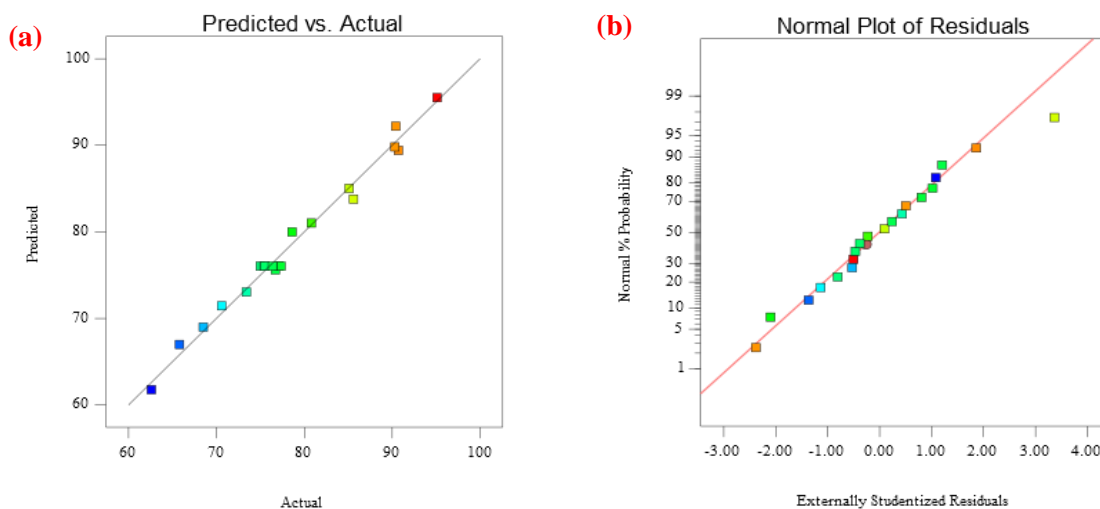 (a)
Predicted vs. Actual
100
90
80
70
60
Predicted
60 70 80 90 100
Actual
(b)
Normal Plot of Residuals
99
95
90
80
70
50
30
20
10
5
1
Normal % Probability
-3.00 -2.00 -1.00 0.00 1.00 2.00 3.00 4.00
Externally Studentized Residuals